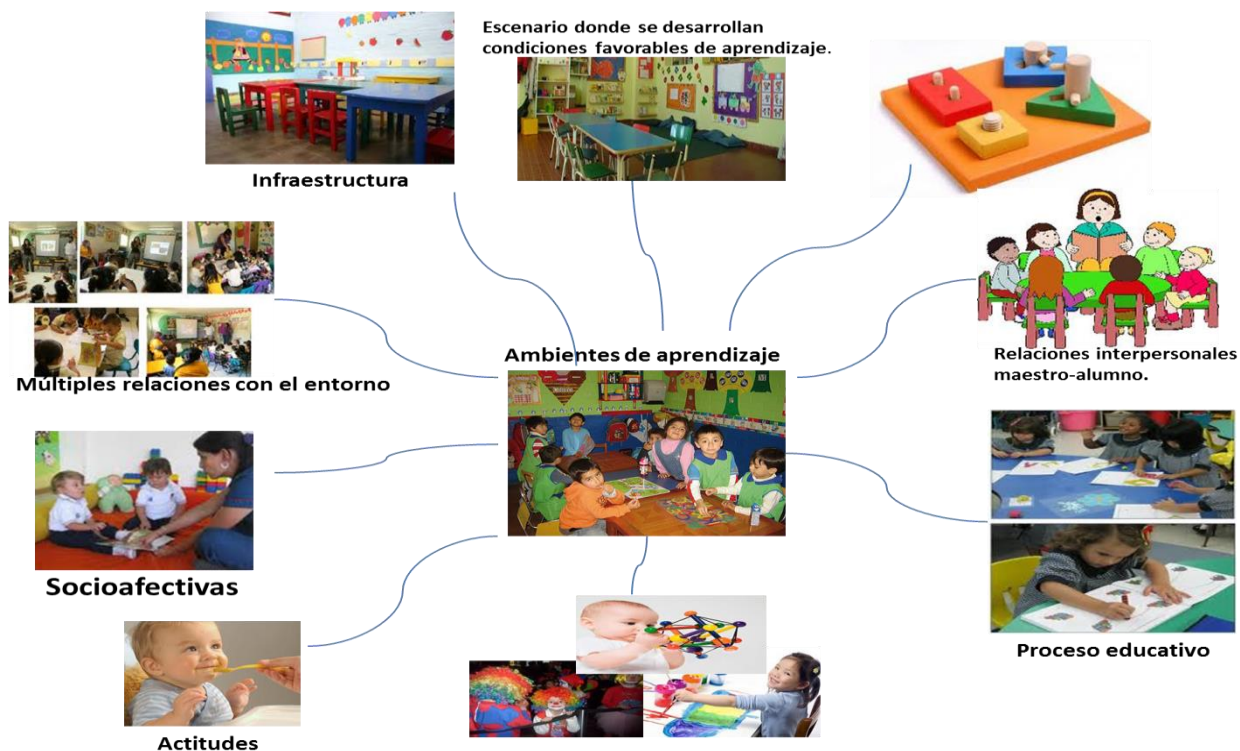 Escenario donde se desarrollan
condiciones favorables de aprendizaje.
Infraestructura
Relaciones interpersonales
maestro-alumno.
Ambientes de aprendizaje
Múltiples relaciones con el entorno
Socioafectivas
Proceso educativo
Actitudes